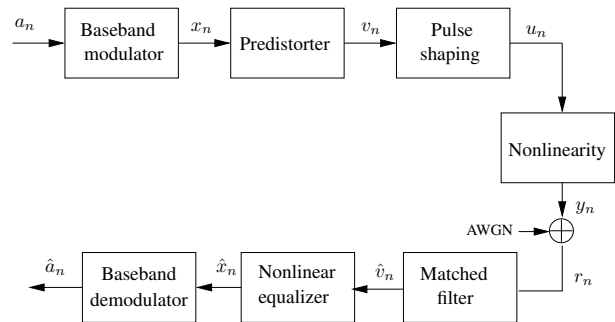 a_n
Baseband
modulator
x_n
Predistorter
v_n
Pulse
shaping
u_n
Nonlinearity
y_n
AWGN
r_n
â_n
Baseband
demodulator
x̂_n
Nonlinear
equalizer
v̂_n
Matched
filter